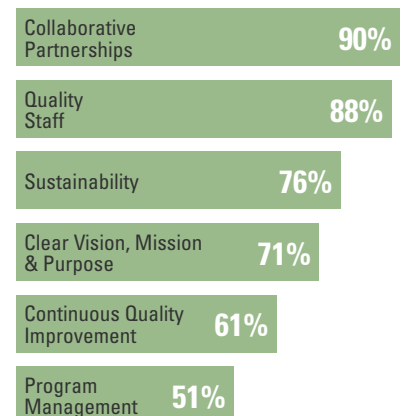 Collaborative
Partnerships
90%
Quality
Staff
88%
Sustainability
76%
Clear Vision, Mission
& Purpose
71%
Continuous Quality
Improvement
61%
Program
Management
51%